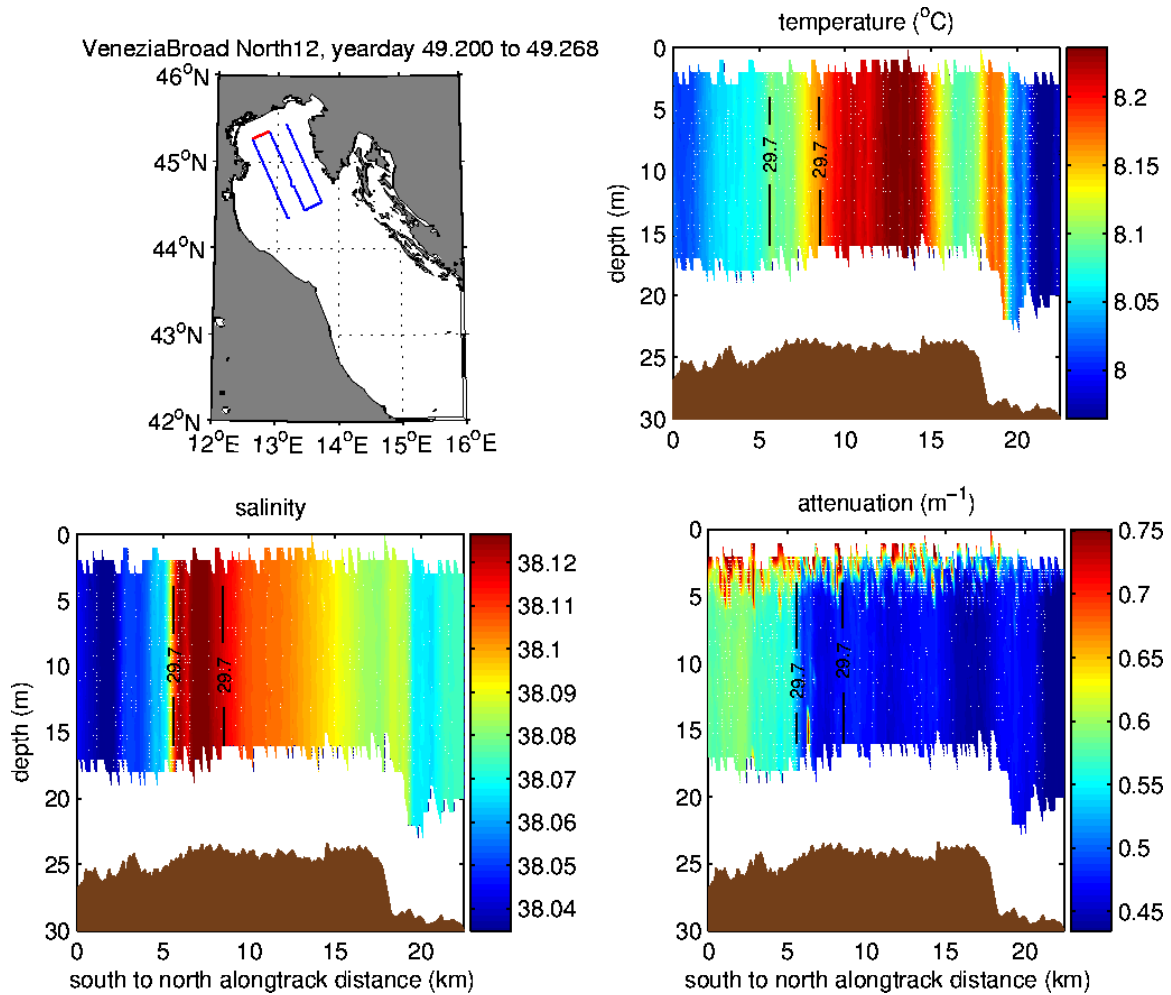 VeneziaBroad North12, yearday 49.200 to 49.268
46°N
45°N
44°N
43°N
42°N
12°E 13°E 14°E 15°E 16°E
temperature (°C)
depth (m)
0
5
10
15
20
25
30
0 5 10 15 20
29.7
29.7
8.2
8.15
8.1
8.05
8
salinity
depth (m)
0
5
10
15
20
25
30
0 5 10 15 20
south to north alongtrack distance (km)
29.7
29.7
38.12
38.11
38.1
38.09
38.08
38.07
38.06
38.05
38.04
attenuation (m⁻¹)
0
5
10
15
20
25
30
0 5 10 15 20
south to north alongtrack distance (km)
29.7
29.7
0.75
0.7
0.65
0.6
0.55
0.5
0.45